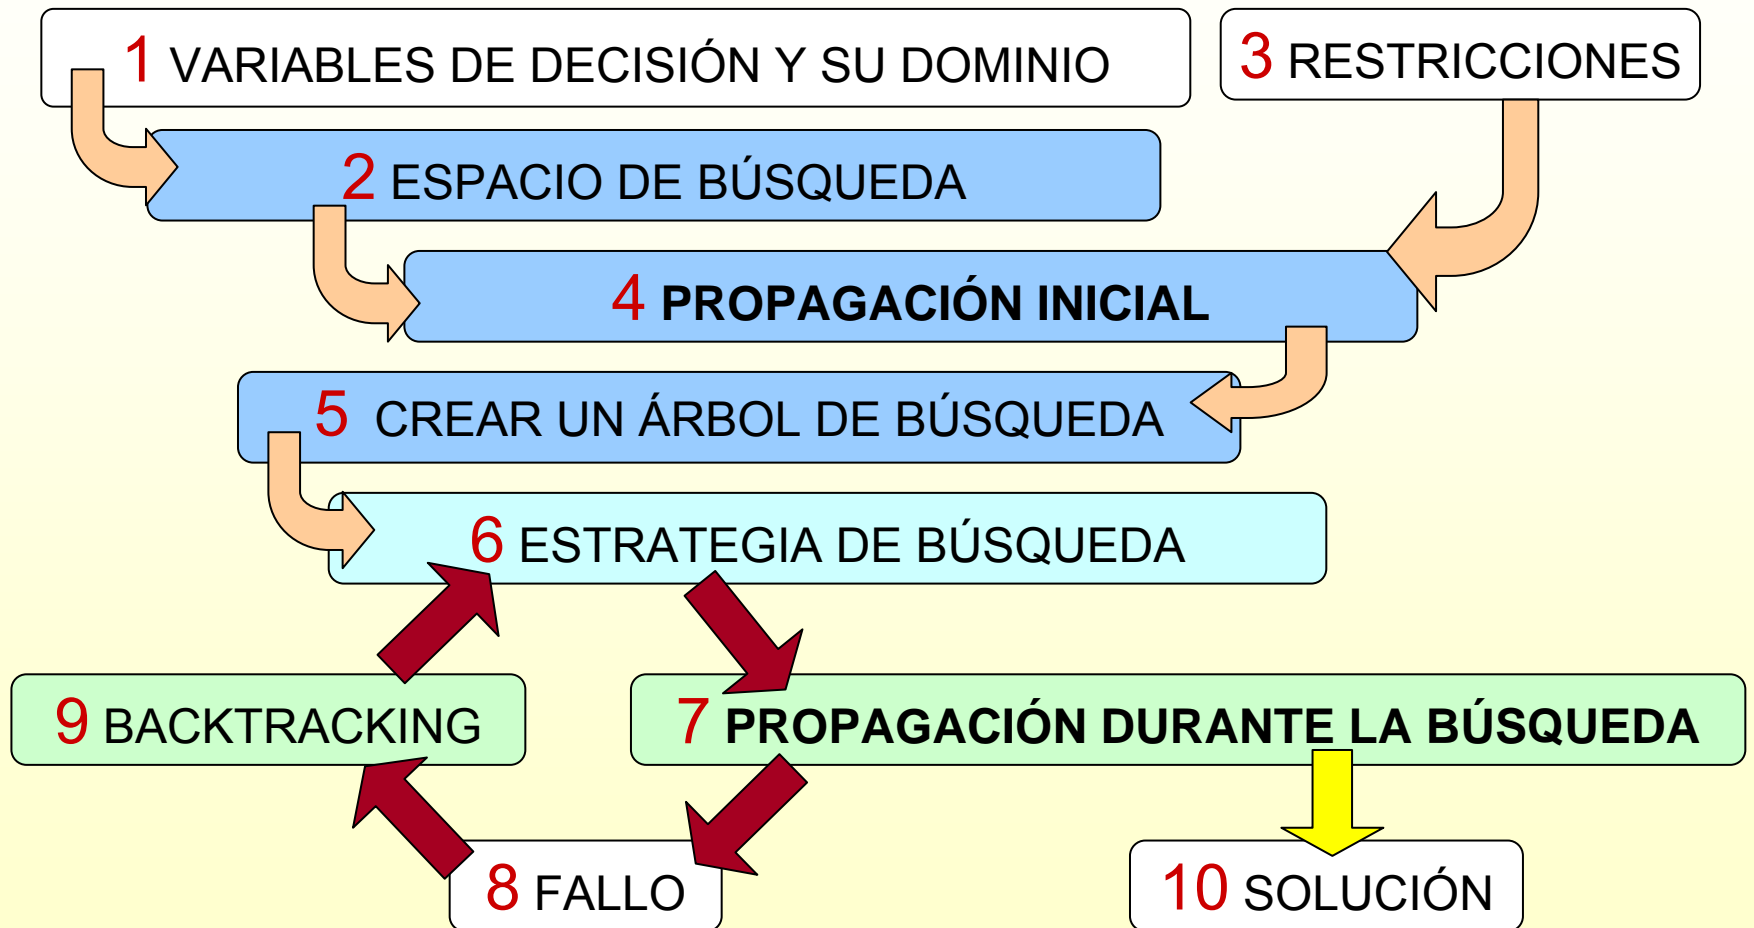 1 VARIABLES DE DECISIÓN Y SU DOMINIO
3 RESTRICCIONES
2 ESPACIO DE BÚSQUEDA
4 PROPAGACIÓN INICIAL
5 CREAR UN ÁRBOL DE BÚSQUEDA
6 ESTRATEGIA DE BÚSQUEDA
9 BACKTRACKING
7 PROPAGACIÓN DURANTE LA BÚSQUEDA
8 FALLO
10 SOLUCIÓN